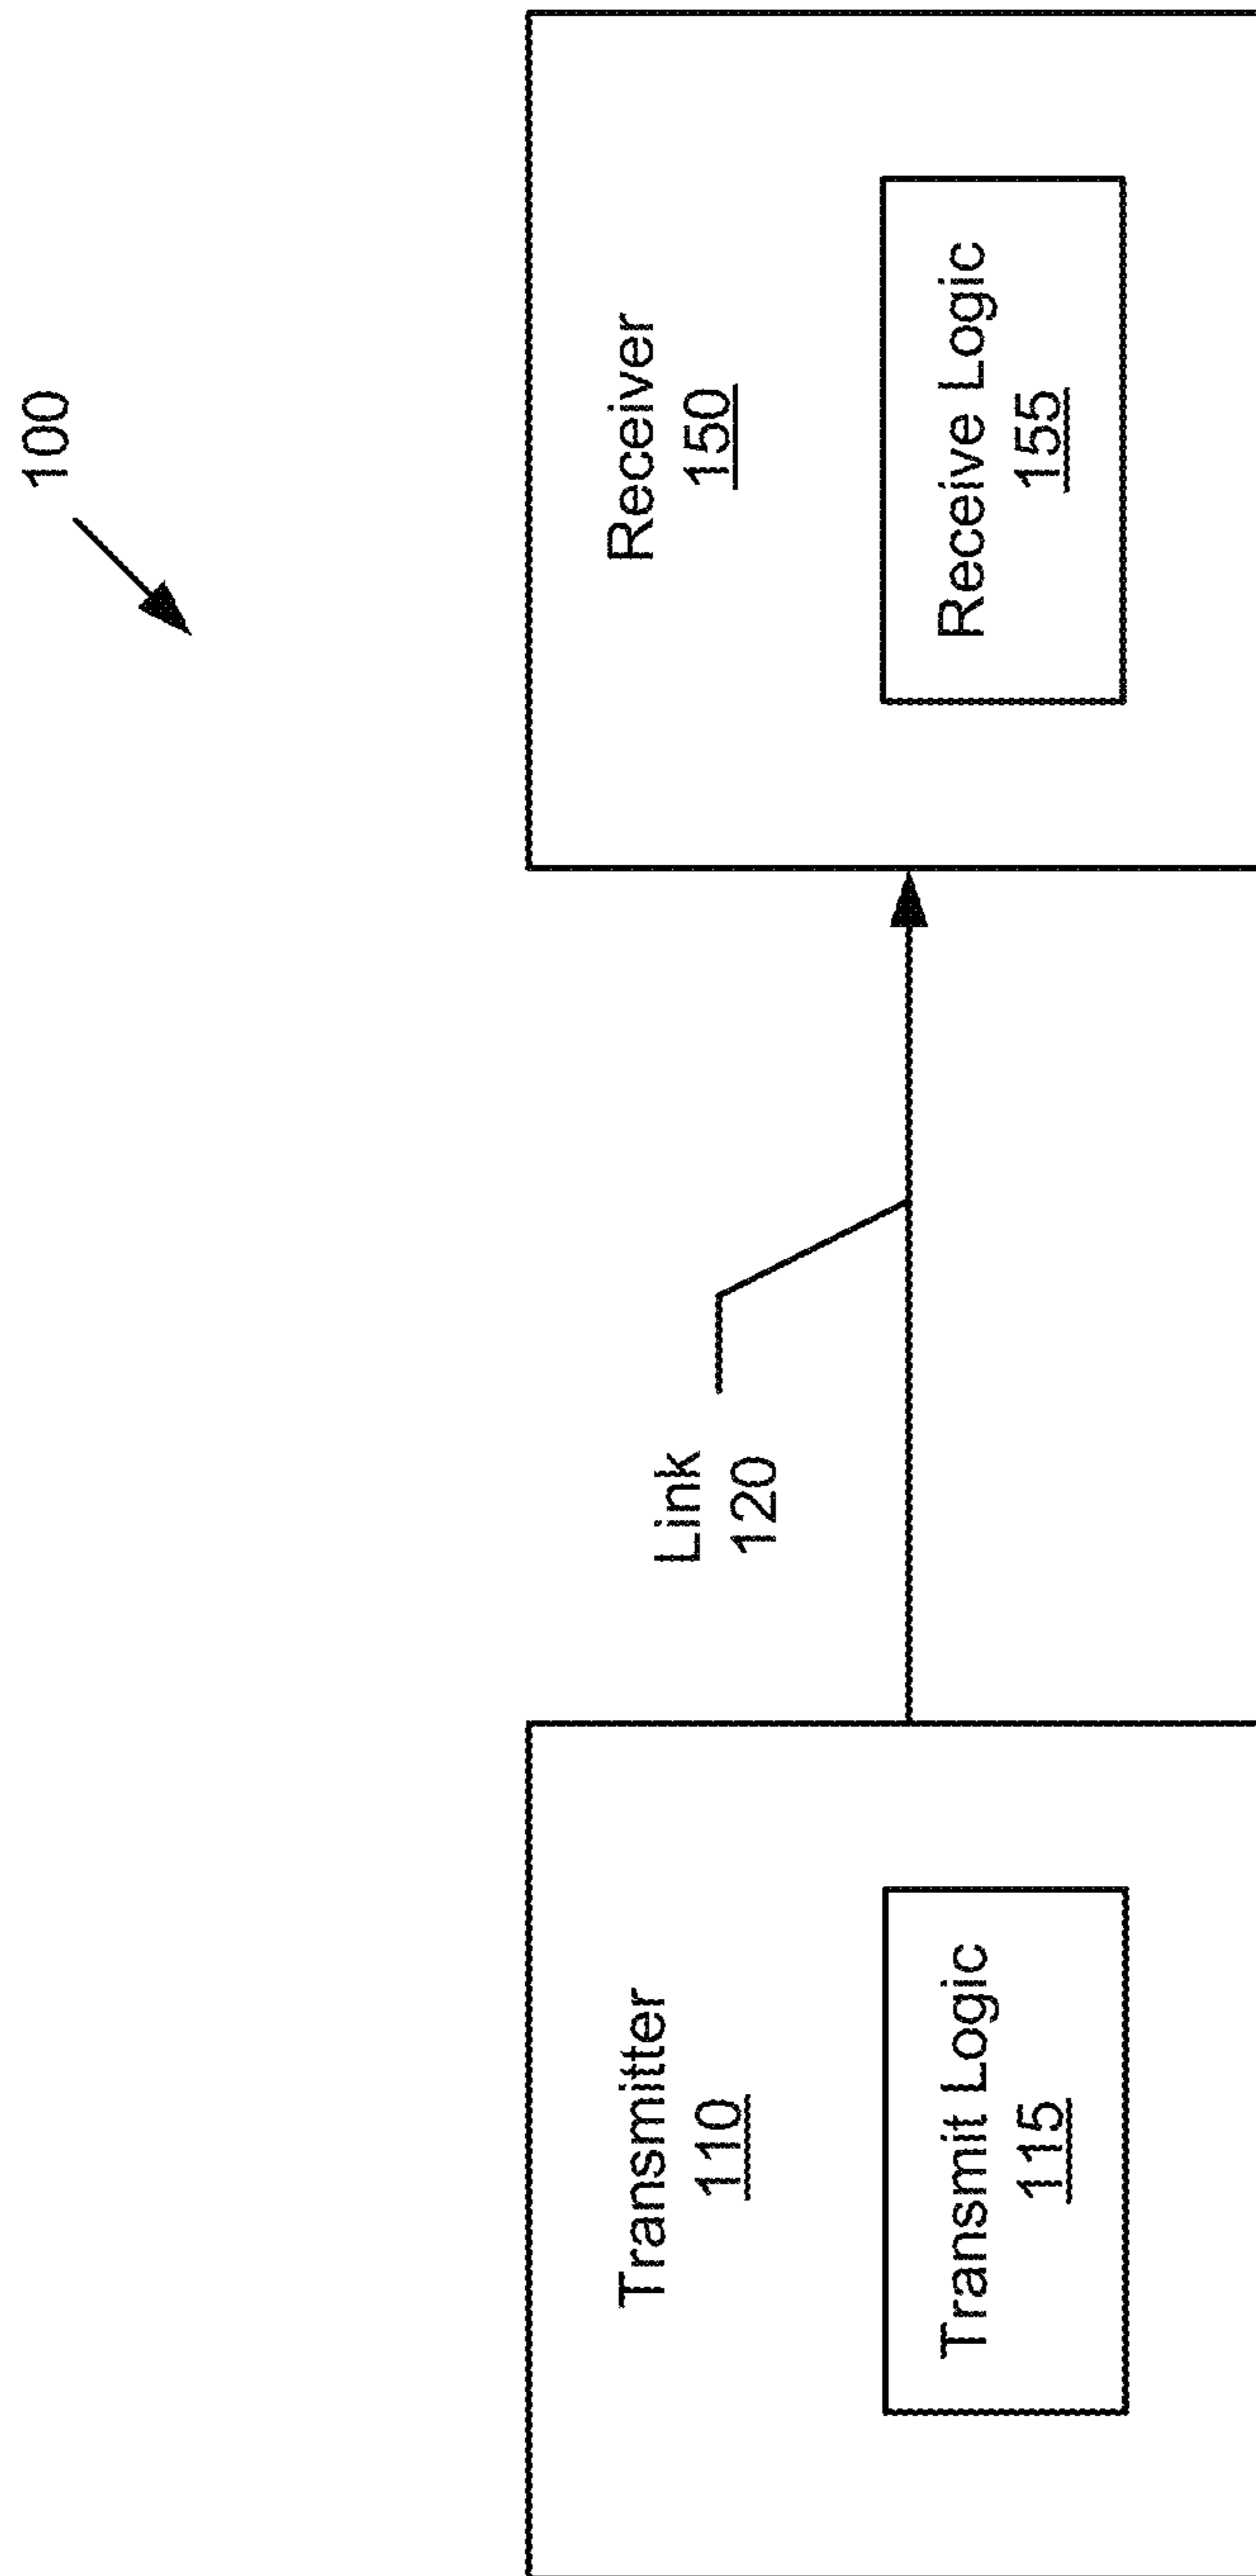 100
Transmitter
110
Transmit Logic
115
Link
120
Receiver
150
Receive Logic
155